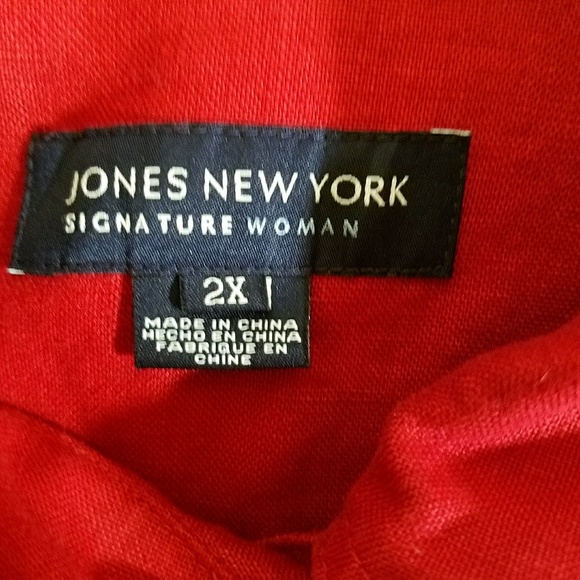 JONES NEW YORK
SIGNATURE WOMAN
2X
MADE IN CHINA
HECHO EN CHINA
FABRIQUE EN
CHINE